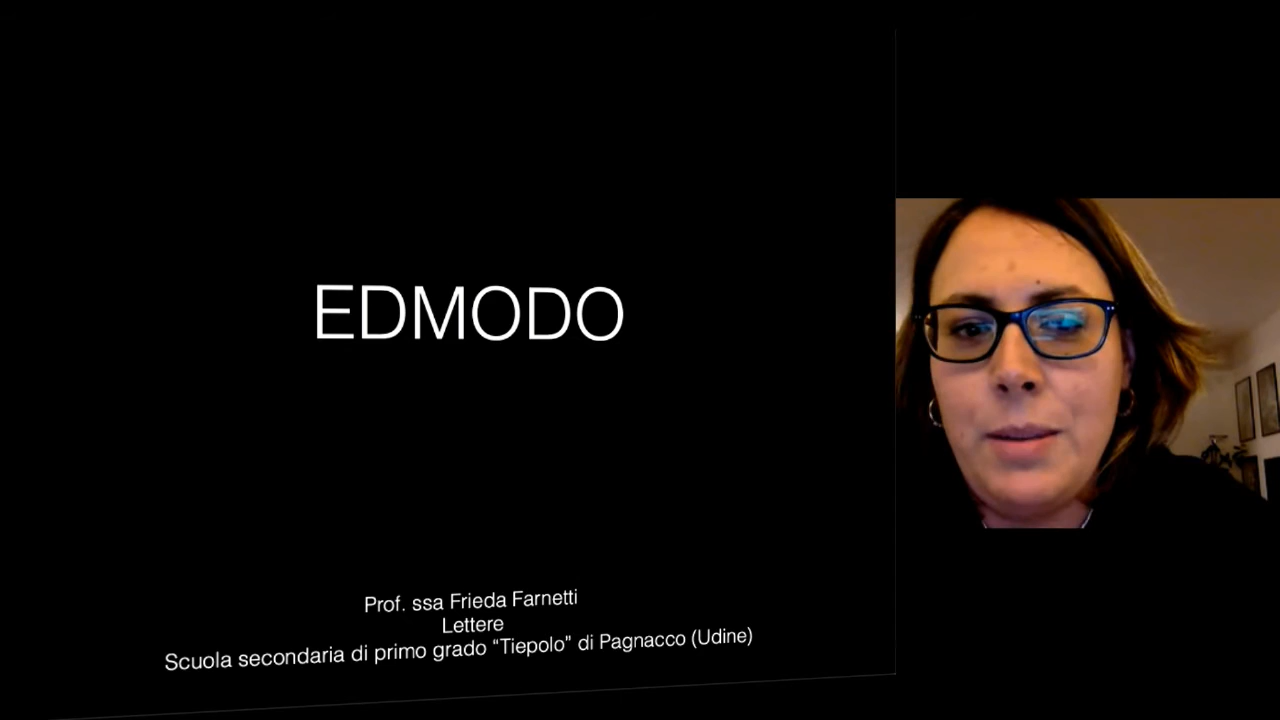 EDMODO
Prof. ssa Frieda Farnetti
Lettere
Scuola secondaria di primo grado “Tiepolo” di Pagnacco (Udine)